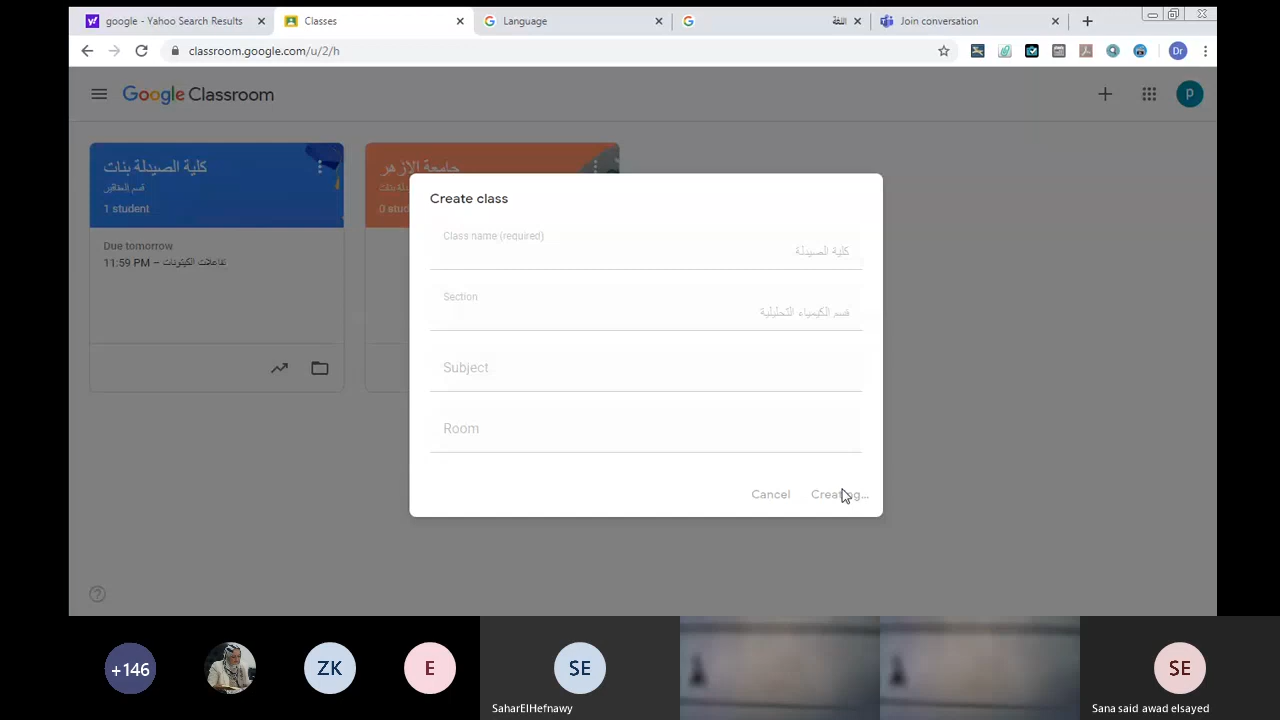 google - Yahoo Search Results
Classes
Language
اللغة
Join conversation
classroom.google.com/u/2/h
Dr
Google Classroom
p
كلية الصيدلة بنات
قسم العقاقير
1 student
Due tomorrow
11:59 PM – تفاعلات الكيتونات
جامعة الازهر
0 stud
Create class
Class name (required)
كلية الصيدلة
Section
قسم الكيمياء التحليلية
Subject
Room
Cancel
Creating...
+146
ZK
E
SE
SaharElHefnawy
SE
Sana said awad elsayed